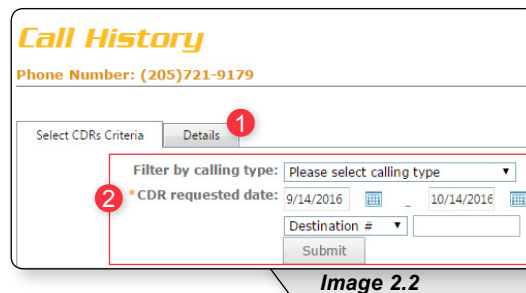 Call History
Phone Number: (205)721-9179
Select CDRs Criteria Details 1
Filter by calling type: Please select calling type
2 *CDR requested date: 9/14/2016 - 10/14/2016
Destination #
Submit
Image 2.2